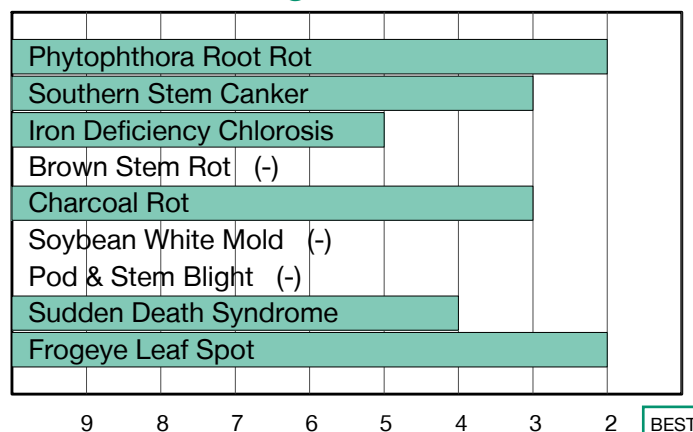 Phytophthora Root Rot
Southern Stem Canker
Iron Deficiency Chlorosis
Brown Stem Rot (-)
Charcoal Rot
Soybean White Mold (-)
Pod & Stem Blight (-)
Sudden Death Syndrome
Frogeye Leaf Spot
9 8 7 6 5 4 3 2 BEST